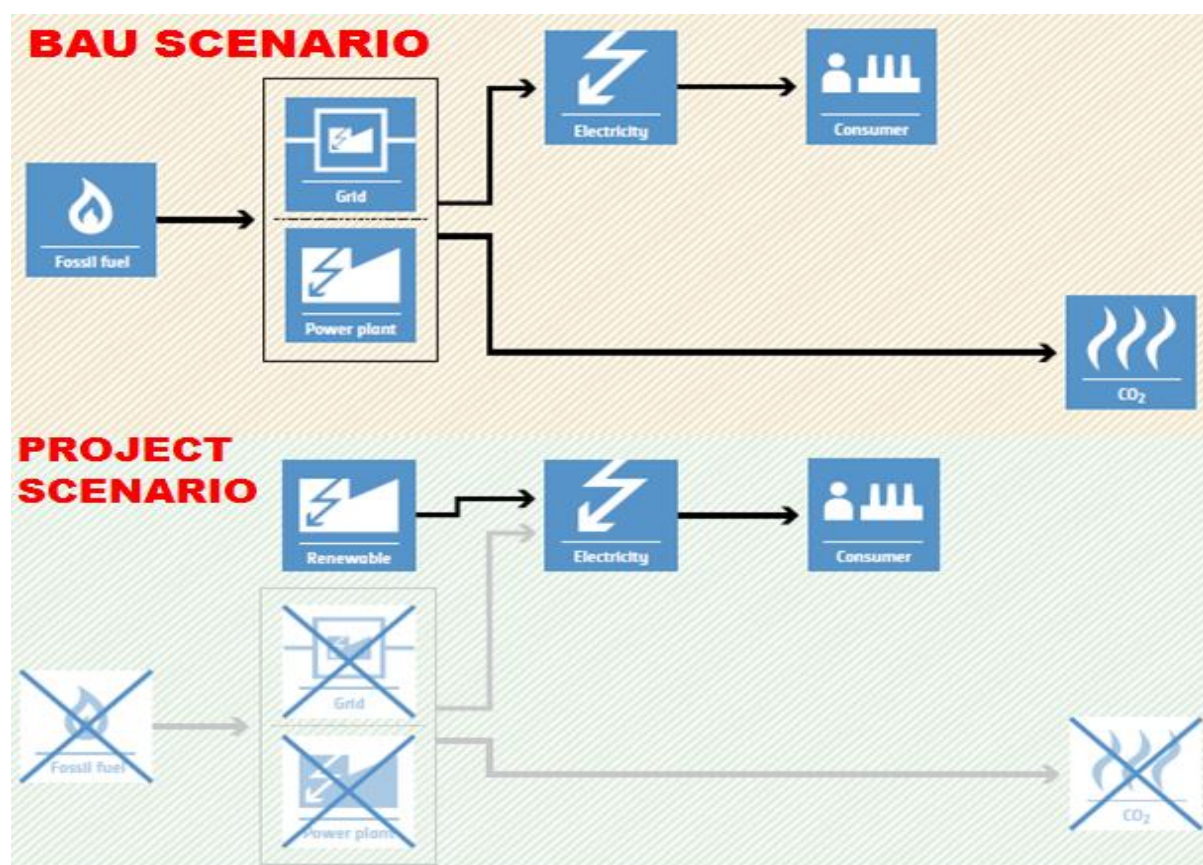 BAU SCENARIO
Electricity
Consumer
Grid
Fossil fuel
Power plant
CO₂
PROJECT
SCENARIO
Renewable
Electricity
Consumer
Grid
Fossil fuel
Power plant
CO₂